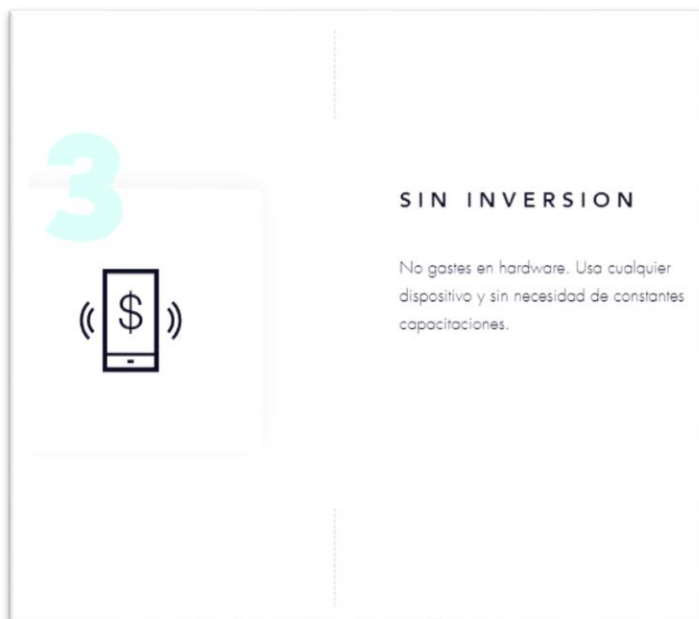 3
SIN INVERSION
$
No gastes en hardware. Usa cualquier
dispositivo y sin necesidad de constantes
capacitaciones.